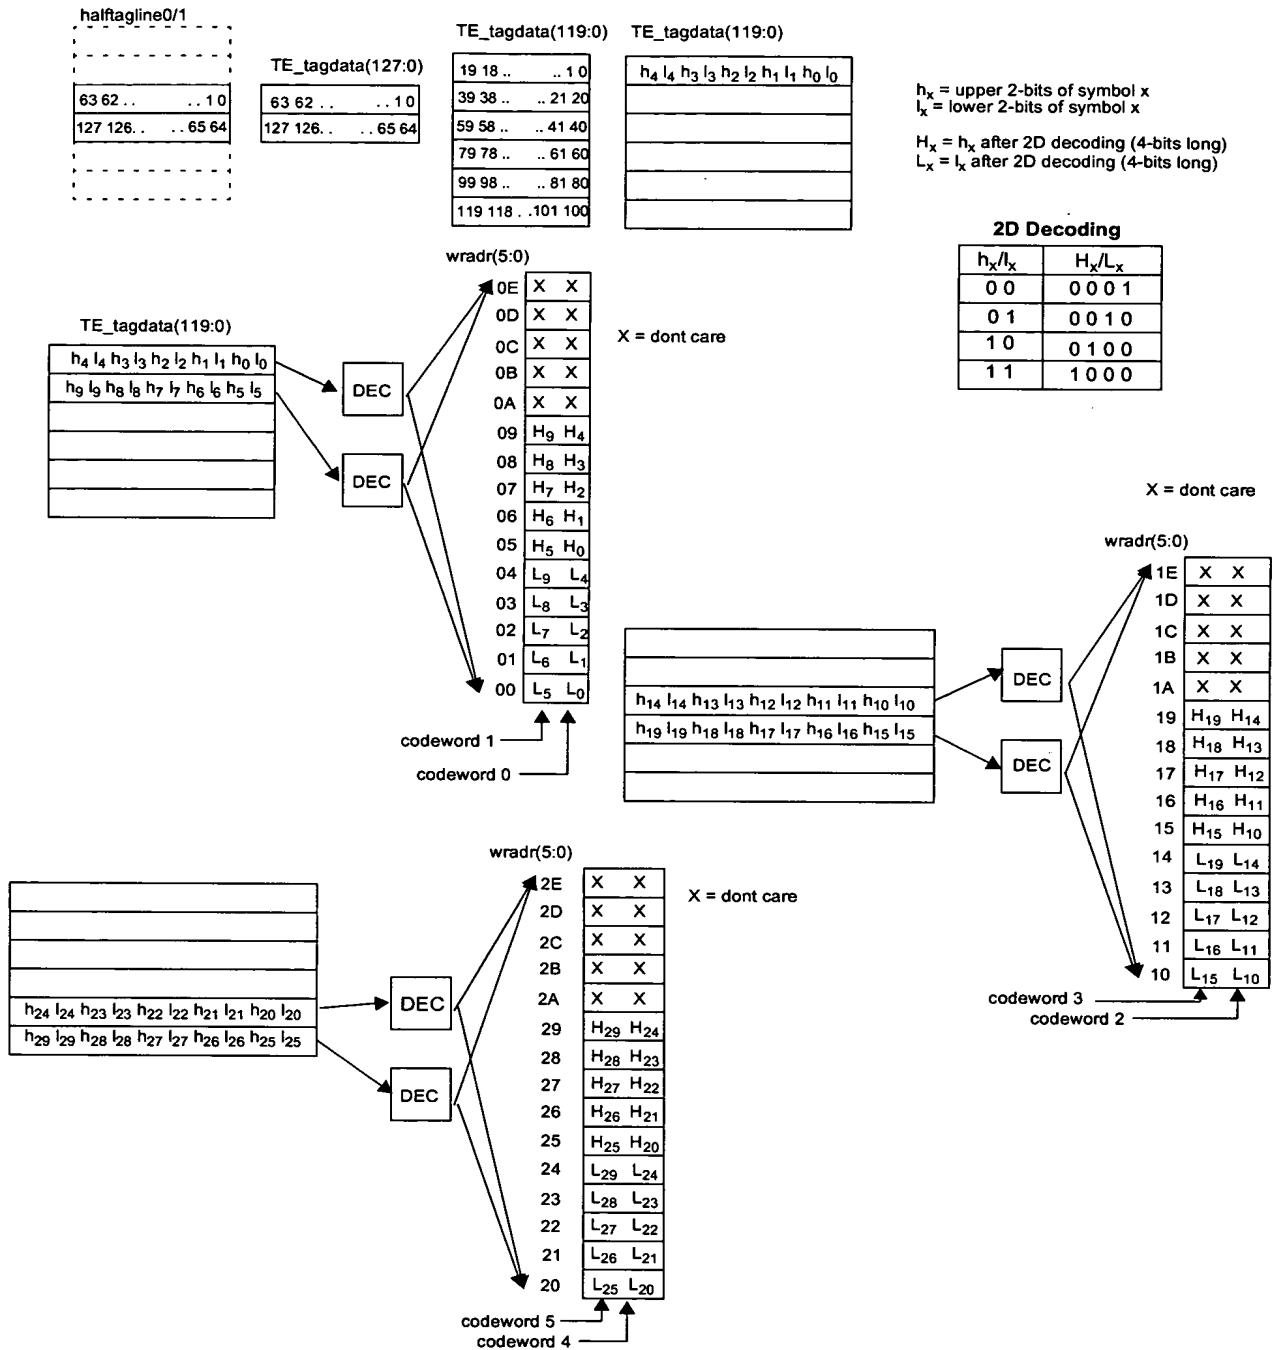 halftagline0/1
63 62 . . . . 1 0
127 126. . . . 65 64
TE_tagdata(127:0)
63 62 . . . . 1 0
127 126. . . . 65 64
TE_tagdata(119:0)
19 18 .. .. 1 0
39 38 .. .. 21 20
59 58 .. .. 41 40
79 78 .. .. 61 60
99 98 .. .. 81 80
119 118 . . 101 100
TE_tagdata(119:0)
h4 l4 h3 l3 h2 l2 h1 l1 h0 l0
hx = upper 2-bits of symbol x
lx = lower 2-bits of symbol x
Hx = hx after 2D decoding (4-bits long)
Lx = lx after 2D decoding (4-bits long)
2D Decoding
hx/lx Hx/Lx
0 0 0 0 0 1
0 1 0 0 1 0
1 0 0 1 0 0
1 1 1 0 0 0
TE_tagdata(119:0)
h4 l4 h3 l3 h2 l2 h1 l1 h0 l0
h9 l9 h8 l8 h7 l7 h6 l6 h5 l5
DEC
DEC
wradr(5:0)
0E X X
0D X X
0C X X
0B X X
0A X X
09 H9 H4
08 H8 H3
07 H7 H2
06 H6 H1
05 H5 H0
04 L9 L4
03 L8 L3
02 L7 L2
01 L6 L1
00 L5 L0
codeword 1
codeword 0
X = dont care
h14 l14 h13 l13 h12 l12 h11 l11 h10 l10
h19 l19 h18 l18 h17 l17 h16 l16 h15 l15
DEC
DEC
X = dont care
wradr(5:0)
1E X X
1D X X
1C X X
1B X X
1A X X
19 H19 H14
18 H18 H13
17 H17 H12
16 H16 H11
15 H15 H10
14 L19 L14
13 L18 L13
12 L17 L12
11 L16 L11
10 L15 L10
codeword 3
codeword 2
h24 l24 h23 l23 h22 l22 h21 l21 h20 l20
h29 l29 h28 l28 h27 l27 h26 l26 h25 l25
DEC
DEC
wradr(5:0)
2E X X
2D X X
2C X X
2B X X
2A X X
29 H29 H24
28 H28 H23
27 H27 H22
26 H26 H21
25 H25 H20
24 L29 L24
23 L28 L23
22 L27 L22
21 L26 L21
20 L25 L20
codeword 5
codeword 4
X = dont care